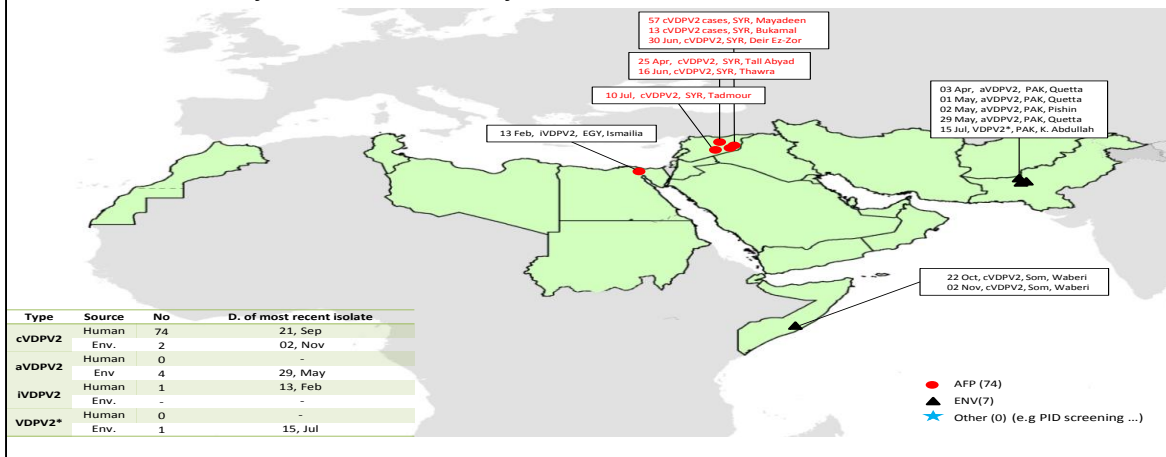 57 cVDPV2 cases, SYR, Mayadeen
13 cVDPV2 cases, SYR, Bukamal
30 Jun, cVDPV2, SYR, Deir Ez-Zor
25 Apr, cVDPV2, SYR, Tall Abyad
16 Jun, cVDPV2, SYR, Thawra
10 Jul, cVDPV2, SYR, Tadmour
13 Feb, iVDPV2, EGY, Ismailia
03 Apr, aVDPV2, PAK, Quetta
01 May, aVDPV2, PAK, Quetta
02 May, aVDPV2, PAK, Pishin
29 May, aVDPV2, PAK, Quetta
15 Jul, VDPV2*, PAK, K. Abdullah
22 Oct, cVDPV2, Som, Waberi
02 Nov, cVDPV2, Som, Waberi
Type Source No D. of most recent isolate
cVDPV2 Human 74 21, Sep
Env. 2 02, Nov
aVDPV2 Human 0 -
Env 4 29, May
iVDPV2 Human 1 13, Feb
Env. - -
VDPV2* Human 0 -
Env. 1 15, Jul
AFP (74)
ENV(7)
Other (0) (e.g PID screening ...)